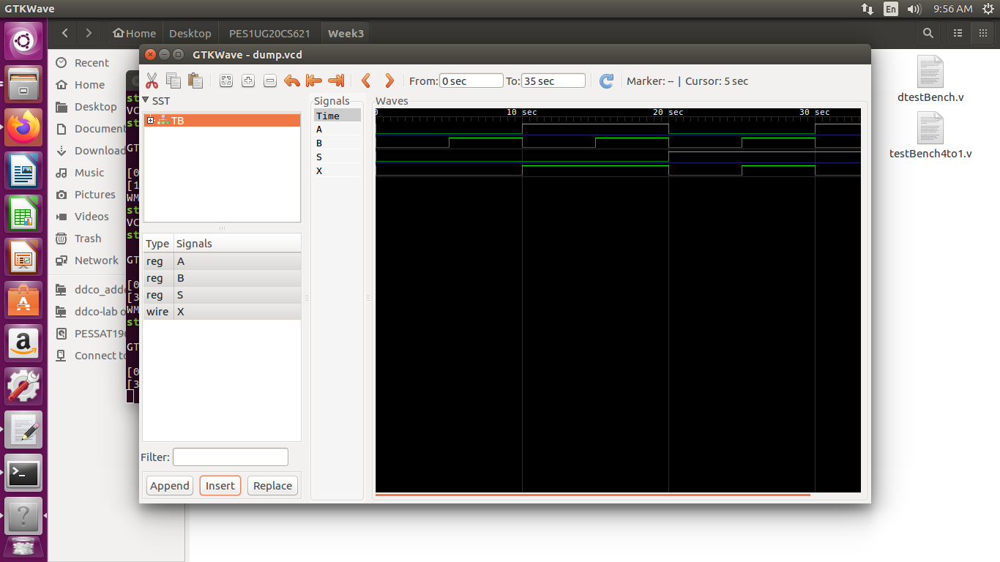 GTKWave
En
9:56 AM
Home
Desktop
PES1UG20CS621
Week3
Recent
Home
Desktop
Document
Download
Music
Pictures
Videos
Trash
Network
ddco_adde
ddco-lab o
PESSAT19
Connect to
st
VC
st
GT
[0
[1
WM
st
VC
st
GT
[0
[3
WM
st
GT
[0
[3
GTKWave - dump.vcd
From: 0 sec
To: 35 sec
Marker: -- | Cursor: 5 sec
SST
TB
Type Signals
reg A
reg B
reg S
wire X
Filter:
Append
Insert
Replace
Signals
Time
A
B
S
X
Waves
0 10 sec 20 sec 30 sec
dtestBench.v
testBench4to1.v